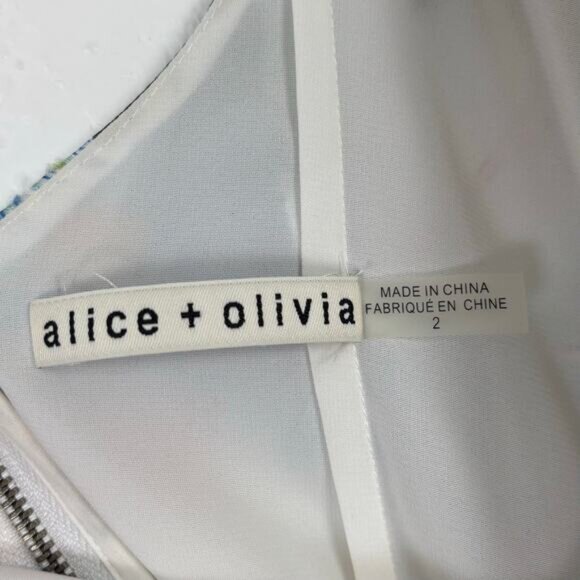 alice + olivia
MADE IN CHINA
FABRIQUÉ EN CHINE
2